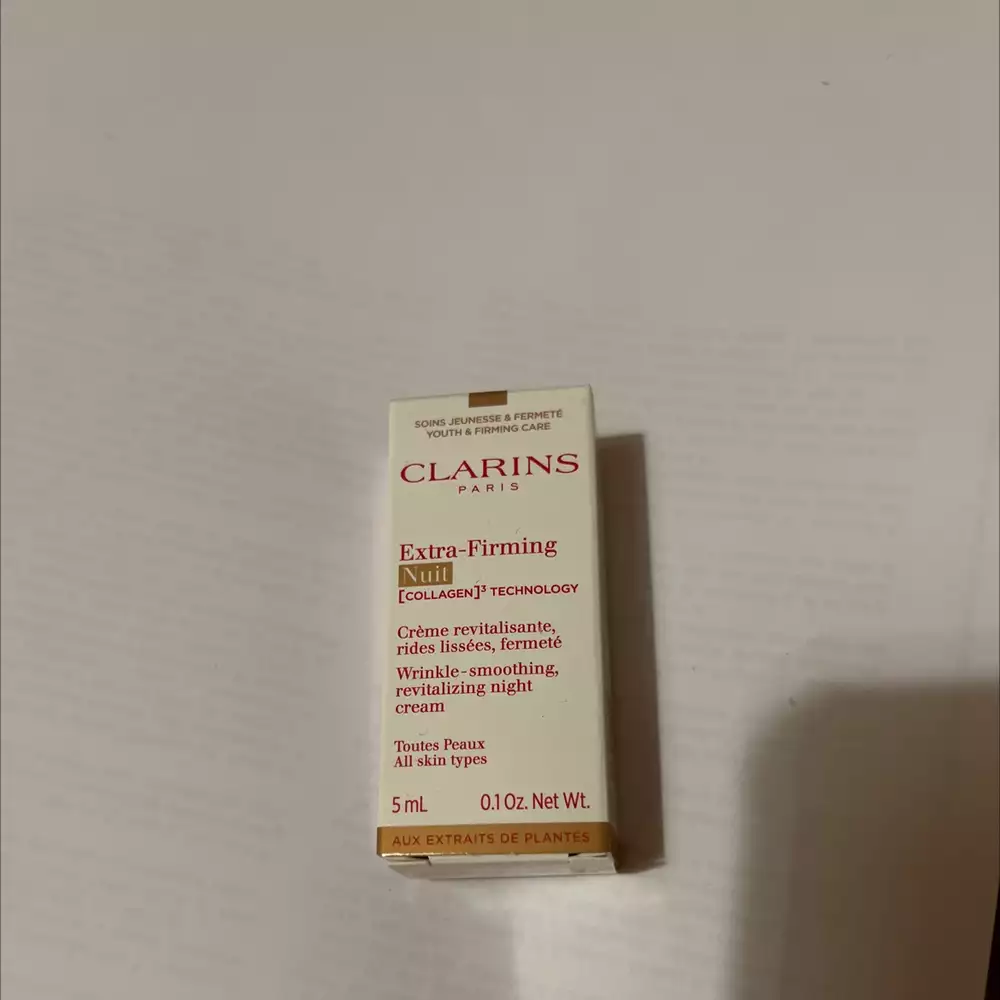 SOINS JEUNESSE & FERMETÉ
YOUTH & FIRMING CARE
CLARINS
PARIS
Extra-Firming
Nuit
[COLLAGEN]³ TECHNOLOGY
Crème revitalisante,
rides lissées, fermeté
Wrinkle-smoothing,
revitalizing night
cream
Toutes Peaux
All skin types
5 mL 0.1 Oz. Net Wt.
AUX EXTRAITS DE PLANTES